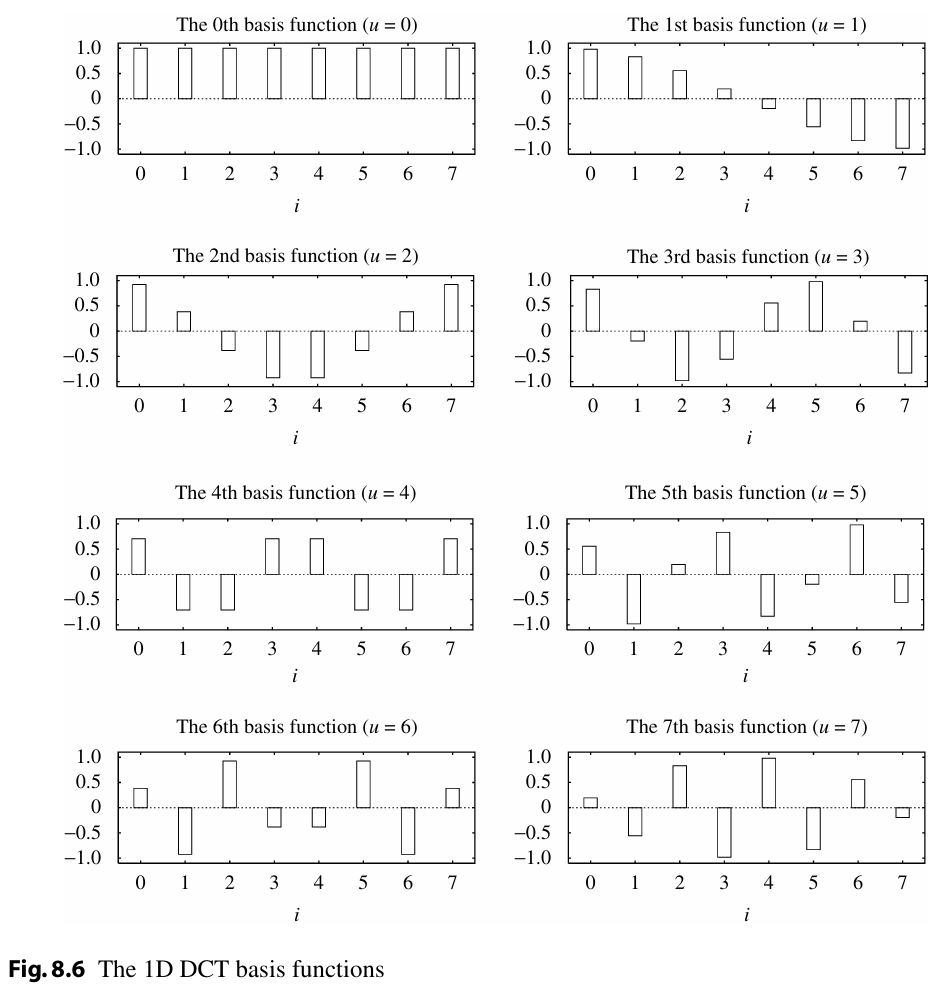 The 0th basis function (u = 0)
1.0
0.5
0
−0.5
−1.0
0 1 2 3 4 5 6 7
i
The 1st basis function (u = 1)
1.0
0.5
0
−0.5
−1.0
0 1 2 3 4 5 6 7
i
The 2nd basis function (u = 2)
1.0
0.5
0
−0.5
−1.0
0 1 2 3 4 5 6 7
i
The 3rd basis function (u = 3)
1.0
0.5
0
−0.5
−1.0
0 1 2 3 4 5 6 7
i
The 4th basis function (u = 4)
1.0
0.5
0
−0.5
−1.0
0 1 2 3 4 5 6 7
i
The 5th basis function (u = 5)
1.0
0.5
0
−0.5
−1.0
0 1 2 3 4 5 6 7
i
The 6th basis function (u = 6)
1.0
0.5
0
−0.5
−1.0
0 1 2 3 4 5 6 7
i
The 7th basis function (u = 7)
1.0
0.5
0
−0.5
−1.0
0 1 2 3 4 5 6 7
i
Fig. 8.6 The 1D DCT basis functions